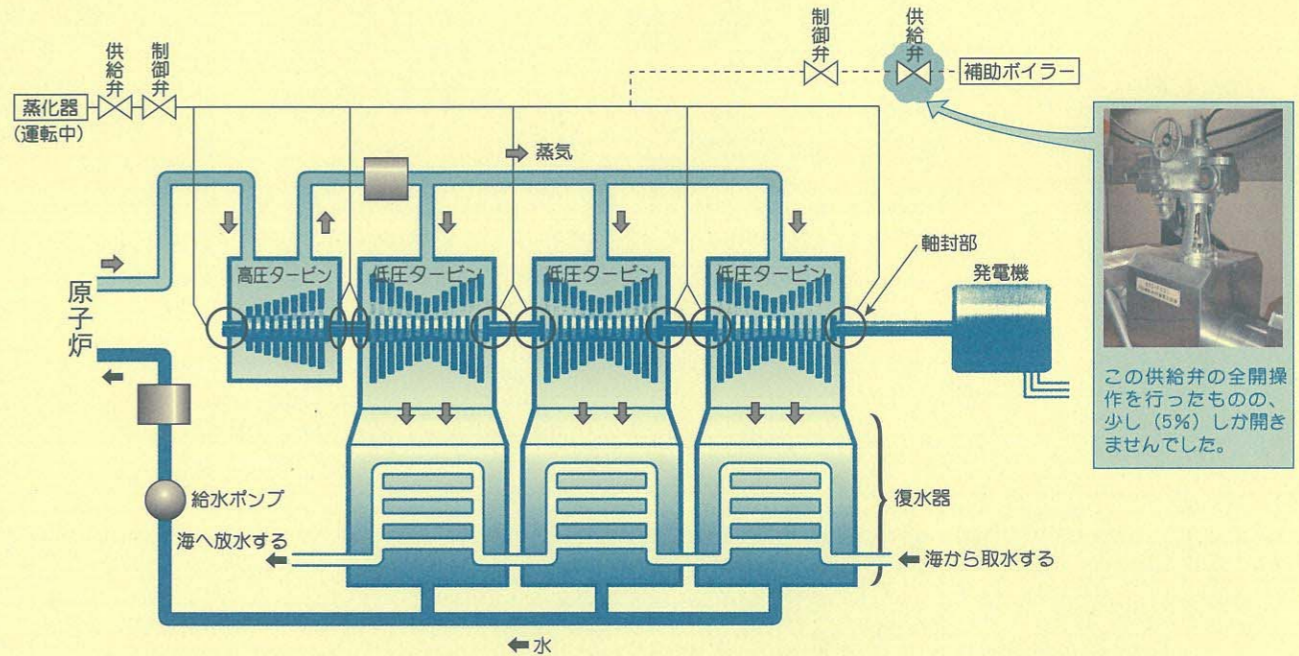 供給弁
制御弁
制御弁
供給弁
蒸化器
(運転中)
補助ボイラー
蒸気
軸封部
発電機
高圧タービン
低圧タービン
低圧タービン
低圧タービン
原子炉
この供給弁の全開操
作を行ったものの、
少し(5%)しか開き
ませんでした。
給水ポンプ
復水器
海へ放水する
海から取水する
水